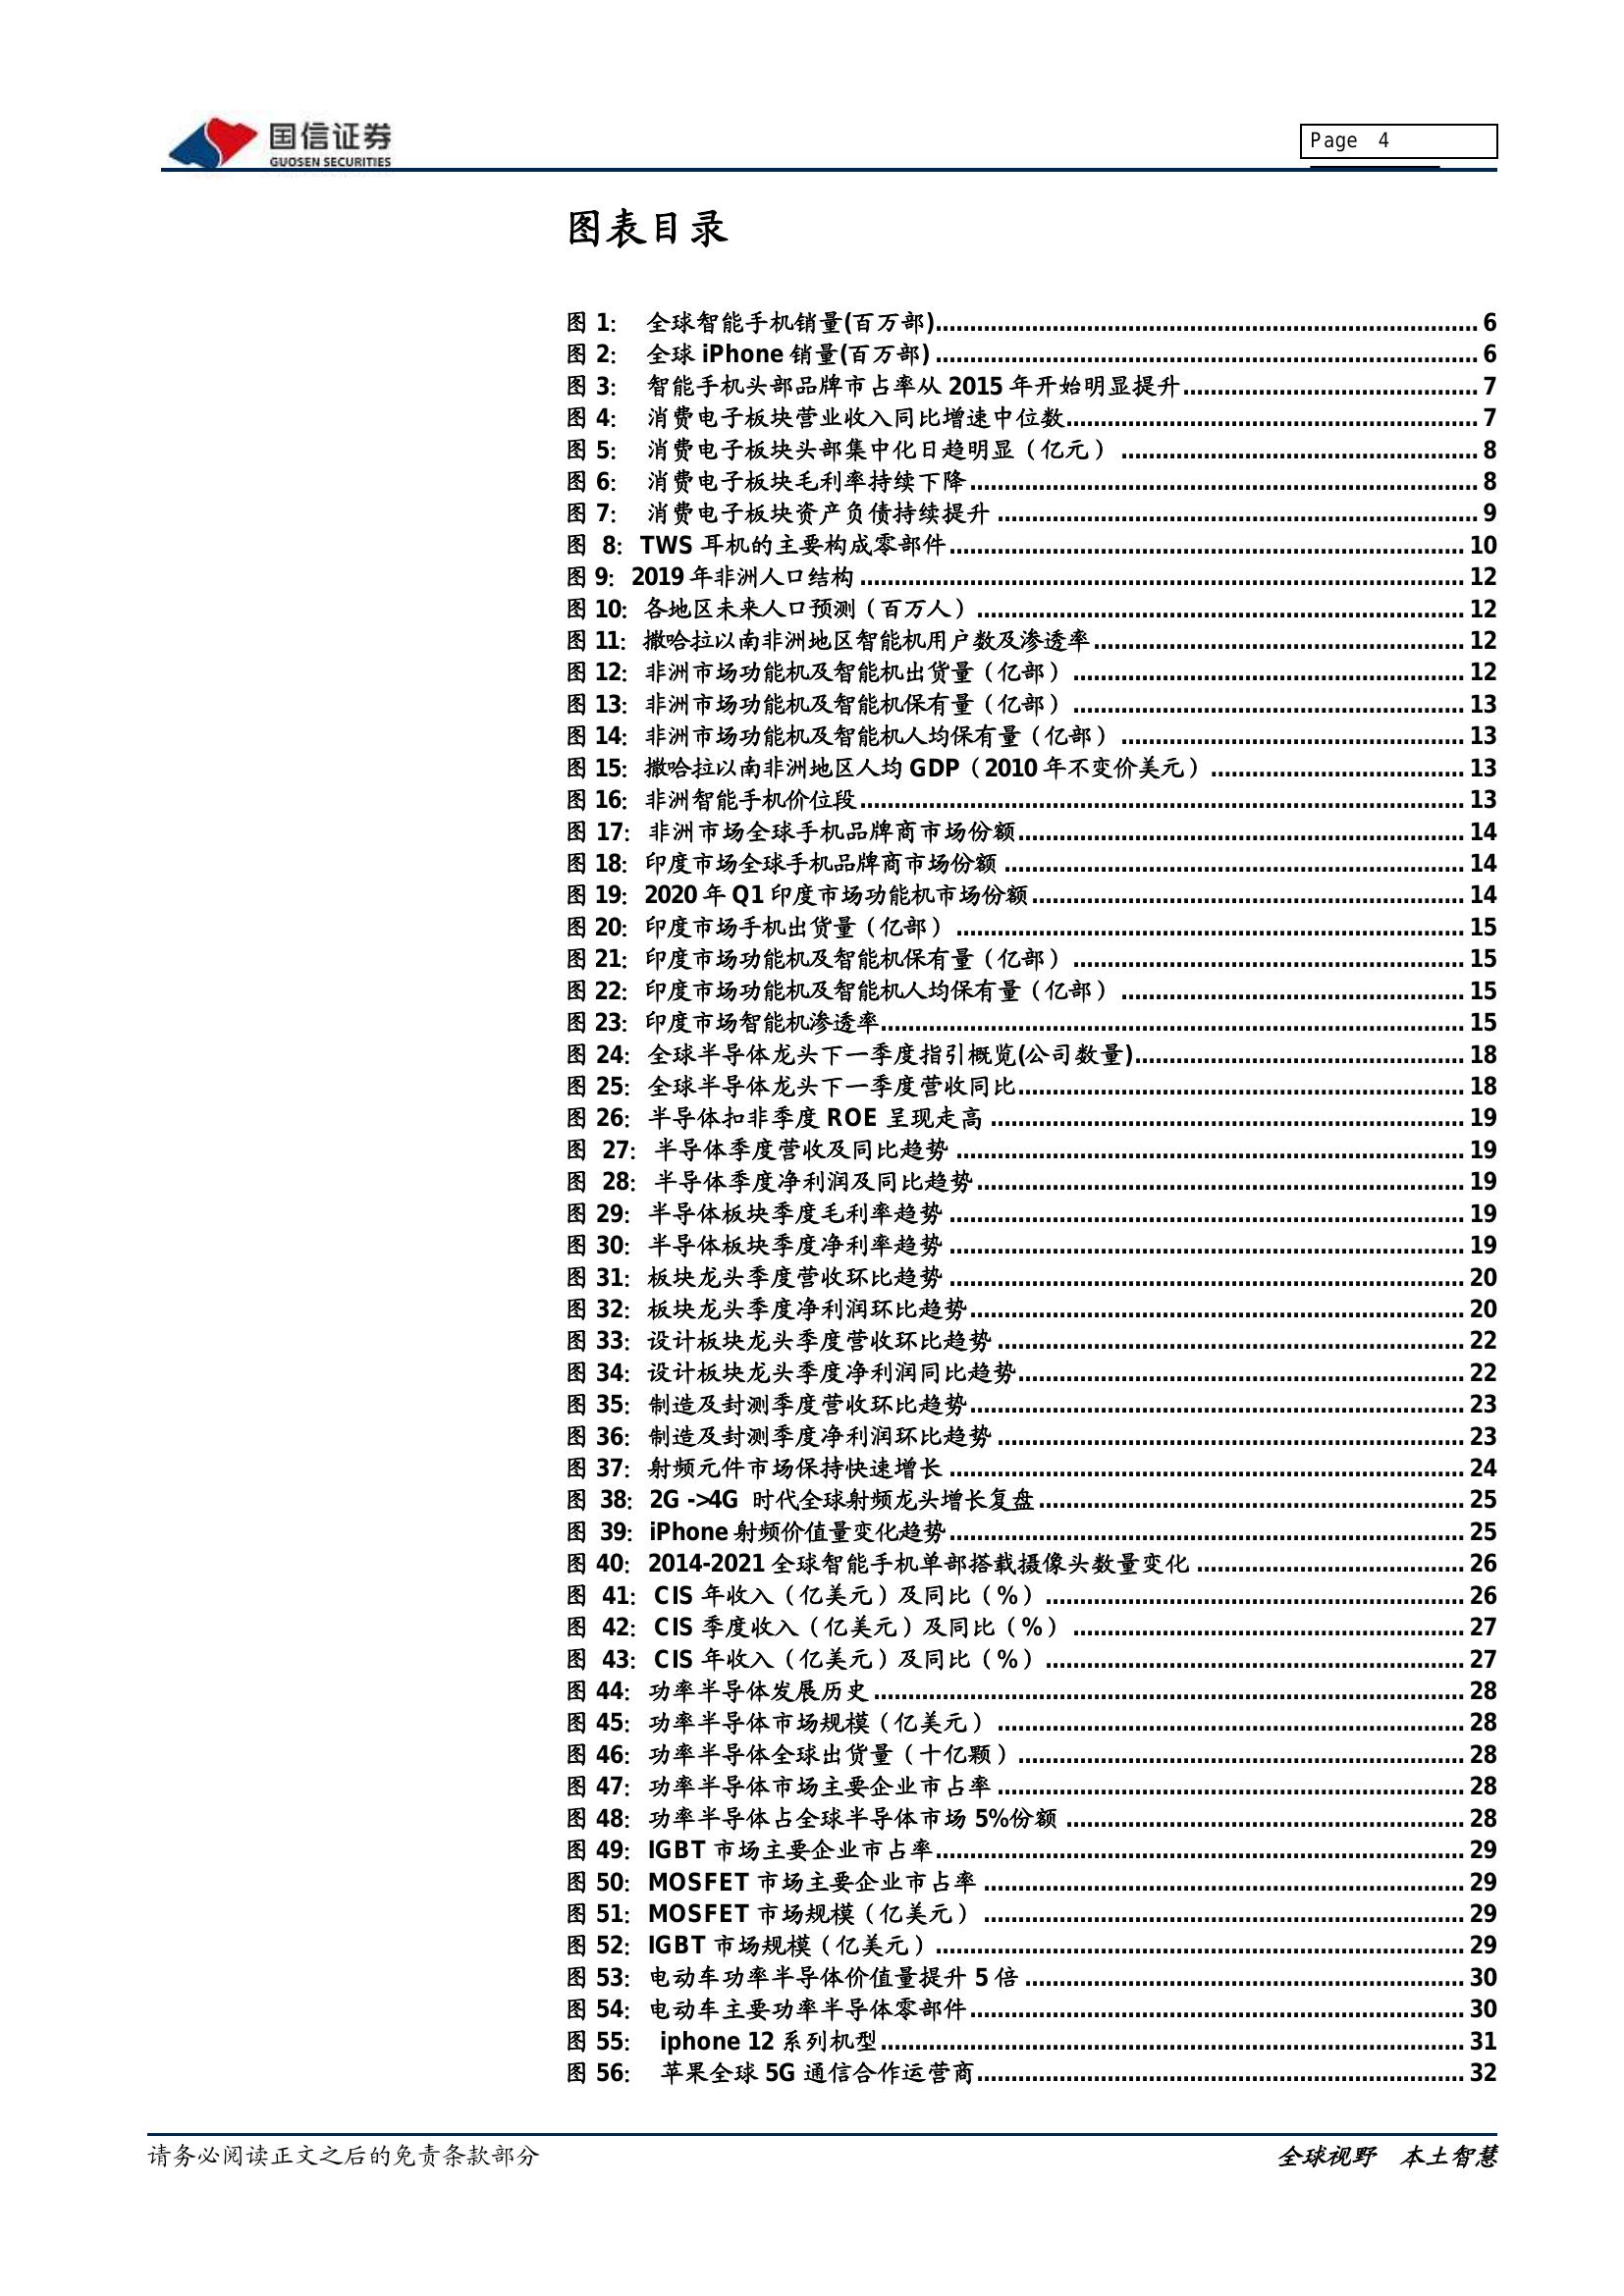 国信证券
GUOSEN SECURITIES
Page 4
图表目录
图 1: 全球智能手机销量(百万部)........ 6
图 2: 全球 iPhone 销量(百万部)........ 6
图 3: 智能手机头部品牌市占率从 2015 年开始明显提升........ 7
图 4: 消费电子板块营业收入同比增速中位数........ 7
图 5: 消费电子板块头部集中化日趋明显（亿元）........ 8
图 6: 消费电子板块毛利率持续下降........ 8
图 7: 消费电子板块资产负债持续提升........ 9
图 8: TWS 耳机的主要构成零部件........ 10
图 9: 2019 年非洲人口结构........ 12
图 10: 各地区未来人口预测（百万人）........ 12
图 11: 撒哈拉以南非洲地区智能机用户数及渗透率........ 12
图 12: 非洲市场功能机及智能机出货量（亿部）........ 12
图 13: 非洲市场功能机及智能机保有量（亿部）........ 13
图 14: 非洲市场功能机及智能机人均保有量（亿部）........ 13
图 15: 撒哈拉以南非洲地区人均 GDP（2010 年不变价美元）........ 13
图 16: 非洲智能手机价位段........ 13
图 17: 非洲市场全球手机品牌商市场份额........ 14
图 18: 印度市场全球手机品牌商市场份额........ 14
图 19: 2020 年 Q1 印度市场功能机市场份额........ 14
图 20: 印度市场手机出货量（亿部）........ 15
图 21: 印度市场功能机及智能机保有量（亿部）........ 15
图 22: 印度市场功能机及智能机人均保有量（亿部）........ 15
图 23: 印度市场智能机渗透率........ 15
图 24: 全球半导体龙头下一季度指引概览(公司数量)........ 18
图 25: 全球半导体龙头下一季度营收同比........ 18
图 26: 半导体扣非季度 ROE 呈现走高........ 19
图 27: 半导体季度营收及同比趋势........ 19
图 28: 半导体季度净利润及同比趋势........ 19
图 29: 半导体板块季度毛利率趋势........ 19
图 30: 半导体板块季度净利率趋势........ 19
图 31: 板块龙头季度营收环比趋势........ 20
图 32: 板块龙头季度净利润环比趋势........ 20
图 33: 设计板块龙头季度营收环比趋势........ 22
图 34: 设计板块龙头季度净利润同比趋势........ 22
图 35: 制造及封测季度营收环比趋势........ 23
图 36: 制造及封测季度净利润环比趋势........ 23
图 37: 射频元件市场保持快速增长........ 24
图 38: 2G ->4G 时代全球射频龙头增长复盘........ 25
图 39: iPhone 射频价值量变化趋势........ 25
图 40: 2014-2021 全球智能手机单部搭载摄像头数量变化........ 26
图 41: CIS 年收入（亿美元）及同比（%）........ 26
图 42: CIS 季度收入（亿美元）及同比（%）........ 27
图 43: CIS 年收入（亿美元）及同比（%）........ 27
图 44: 功率半导体发展历史........ 28
图 45: 功率半导体市场规模（亿美元）........ 28
图 46: 功率半导体全球出货量（十亿颗）........ 28
图 47: 功率半导体市场主要企业市占率........ 28
图 48: 功率半导体占全球半导体市场 5%份额........ 28
图 49: IGBT 市场主要企业市占率........ 29
图 50: MOSFET 市场主要企业市占率........ 29
图 51: MOSFET 市场规模（亿美元）........ 29
图 52: IGBT 市场规模（亿美元）........ 29
图 53: 电动车功率半导体价值量提升 5 倍........ 30
图 54: 电动车主要功率半导体零部件........ 30
图 55: iphone 12 系列机型........ 31
图 56: 苹果全球 5G 通信合作运营商........ 32
请务必阅读正文之后的免责条款部分
全球视野 本土智慧